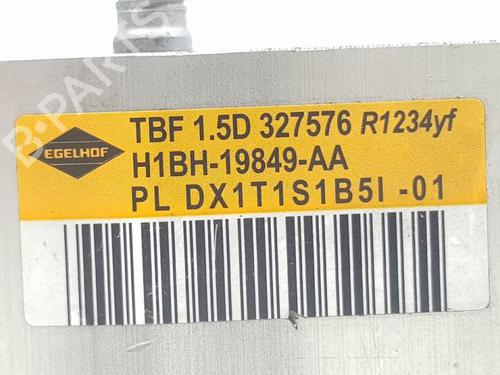 B-PARTS
EGELHOF
TBF 1.5D 327576 R1234yf
H1BH-19849-AA
PL DX1T1S1B5I -01